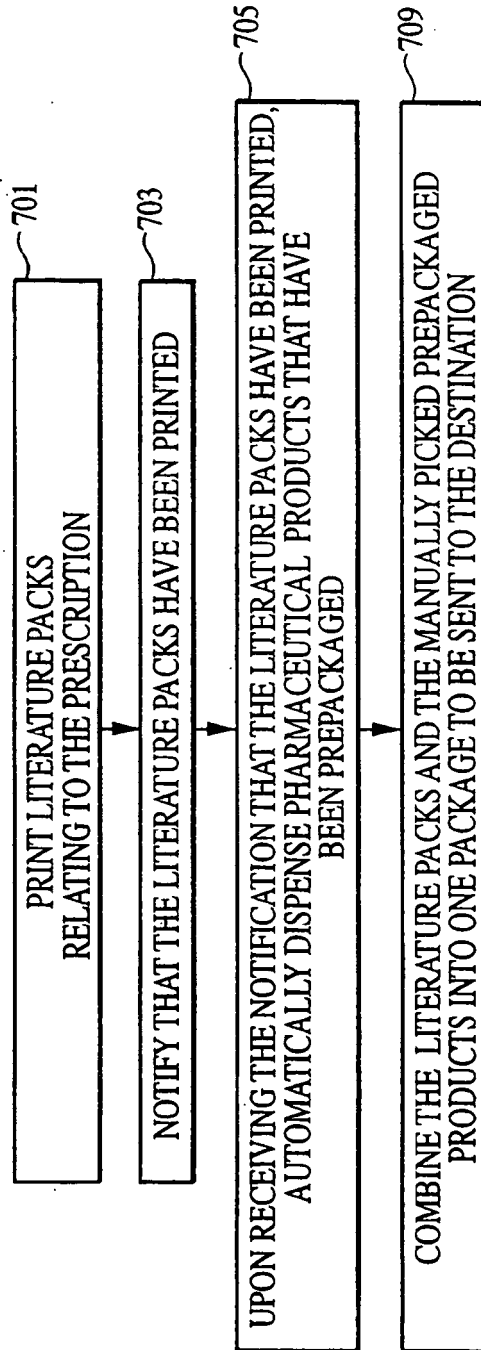 701
PRINT LITERATURE PACKS
RELATING TO THE PRESCRIPTION
703
NOTIFY THAT THE LITERATURE PACKS HAVE BEEN PRINTED
705
UPON RECEIVING THE NOTIFICATION THAT THE LITERATURE PACKS HAVE BEEN PRINTED,
AUTOMATICALLY DISPENSE PHARMACEUTICAL PRODUCTS THAT HAVE
BEEN PREPACKAGED
709
COMBINE THE LITERATURE PACKS AND THE MANUALLY PICKED PREPACKAGED
PRODUCTS INTO ONE PACKAGE TO BE SENT TO THE DESTINATION